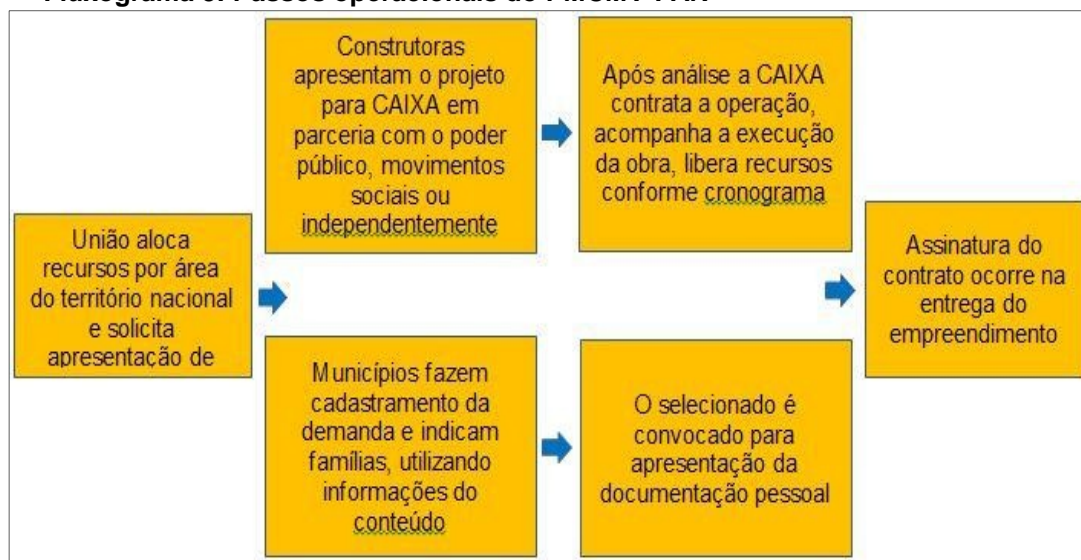 Construtoras
apresentam o projeto
para CAIXA em
parceria com o poder
público, movimentos
sociais ou
independentemente
Após análise a CAIXA
contrata a operação,
acompanha a execução
da obra, libera recursos
conforme cronograma
União aloca
recursos por área
do território nacional
e solicita
apresentação de
Assinatura do
contrato ocorre na
entrega do
empreendimento
Municípios fazem
cadastramento da
demanda e indicam
famílias, utilizando
informações do
conteúdo
O selecionado é
convocado para
apresentação da
documentação pessoal